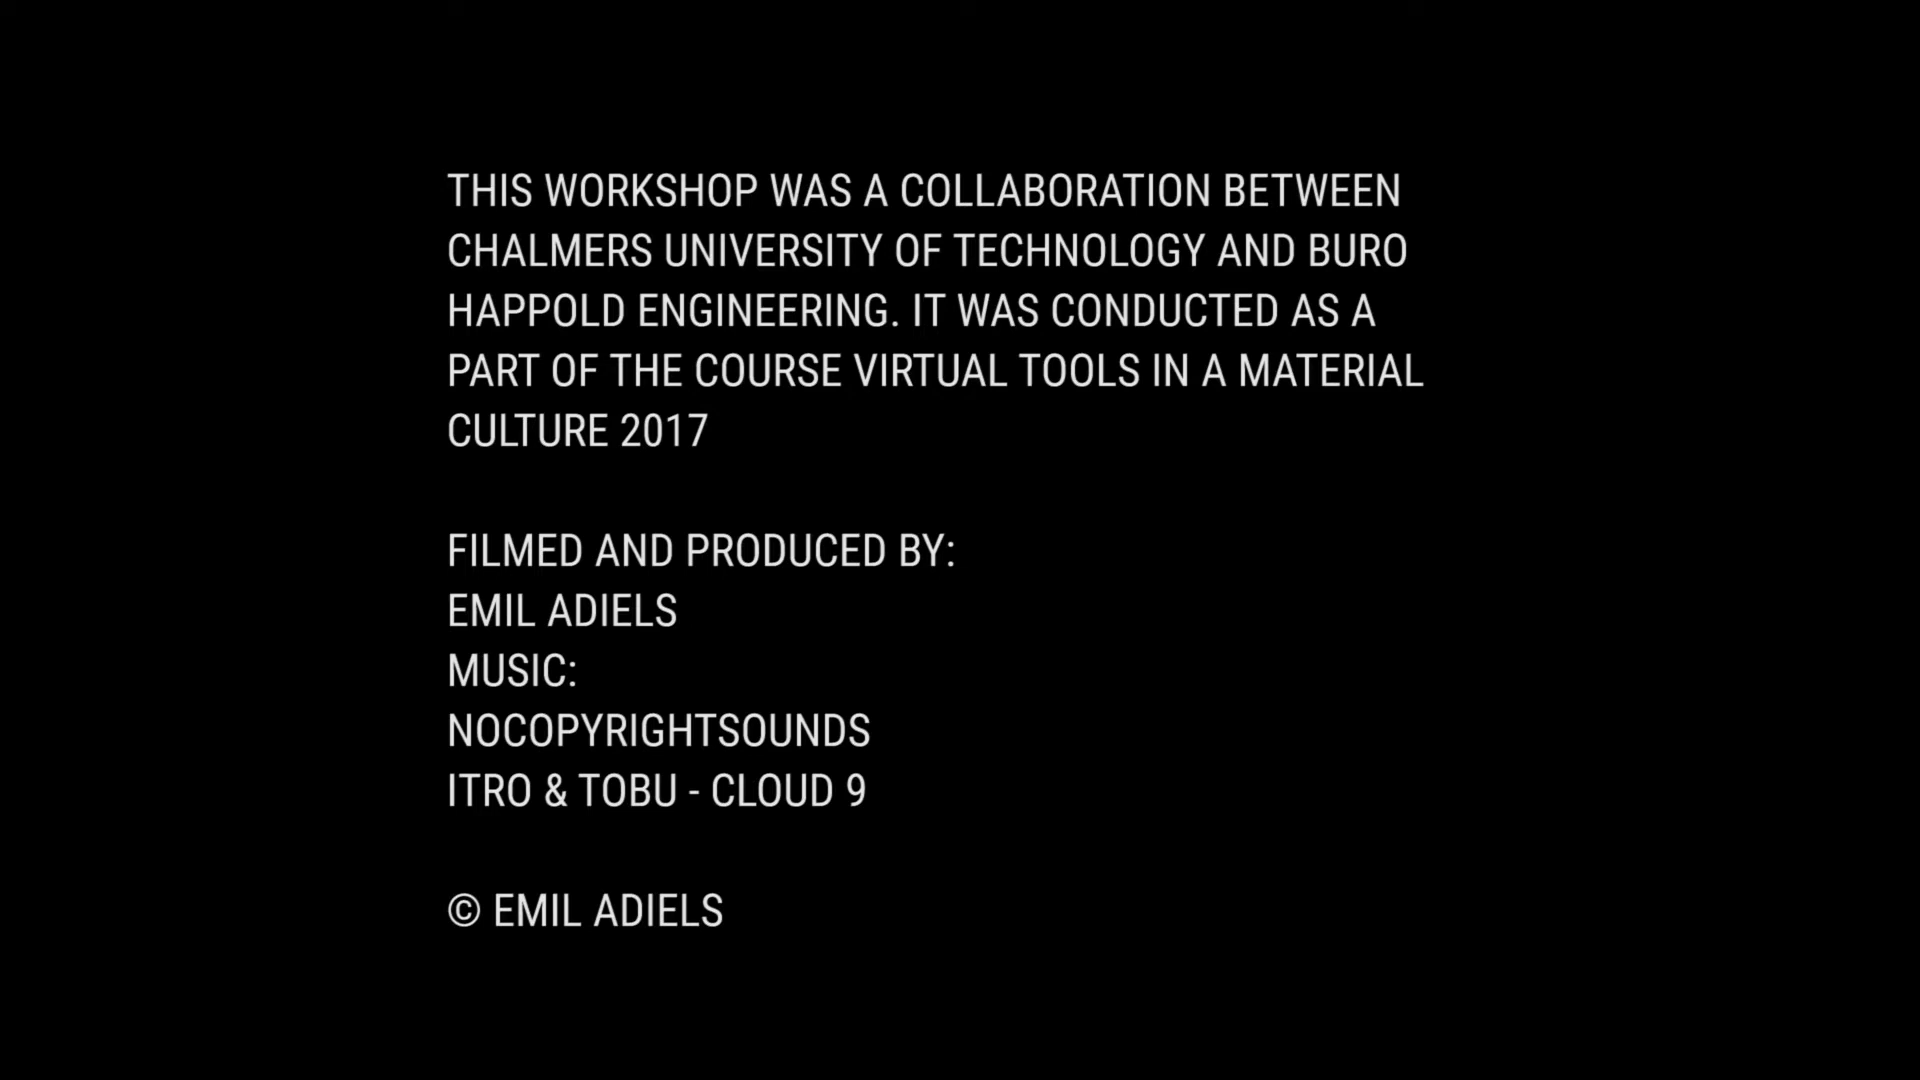 THIS WORKSHOP WAS A COLLABORATION BETWEEN
CHALMERS UNIVERSITY OF TECHNOLOGY AND BURO
HAPPOLD ENGINEERING. IT WAS CONDUCTED AS A
PART OF THE COURSE VIRTUAL TOOLS IN A MATERIAL
CULTURE 2017
FILMED AND PRODUCED BY:
EMIL ADIELS
MUSIC:
NOCOPYRIGHTSOUNDS
ITRO & TOBU - CLOUD 9
© EMIL ADIELS